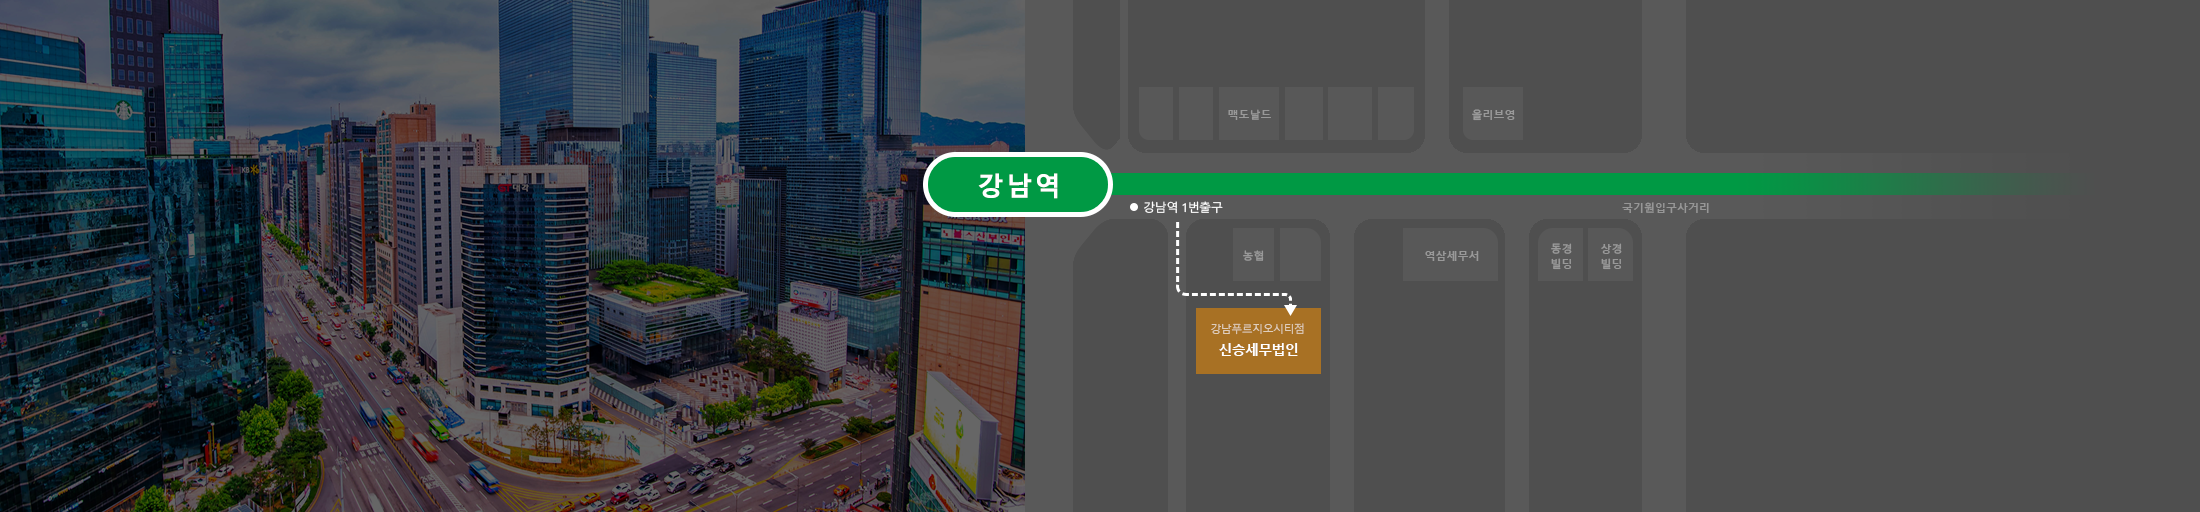 맥도날드
올리브영
강남역
강남역 1번출구
국기원입구사거리
농협
역삼세무서
동경
빌딩
삼경
빌딩
강남푸르지오시티점
신승세무법인